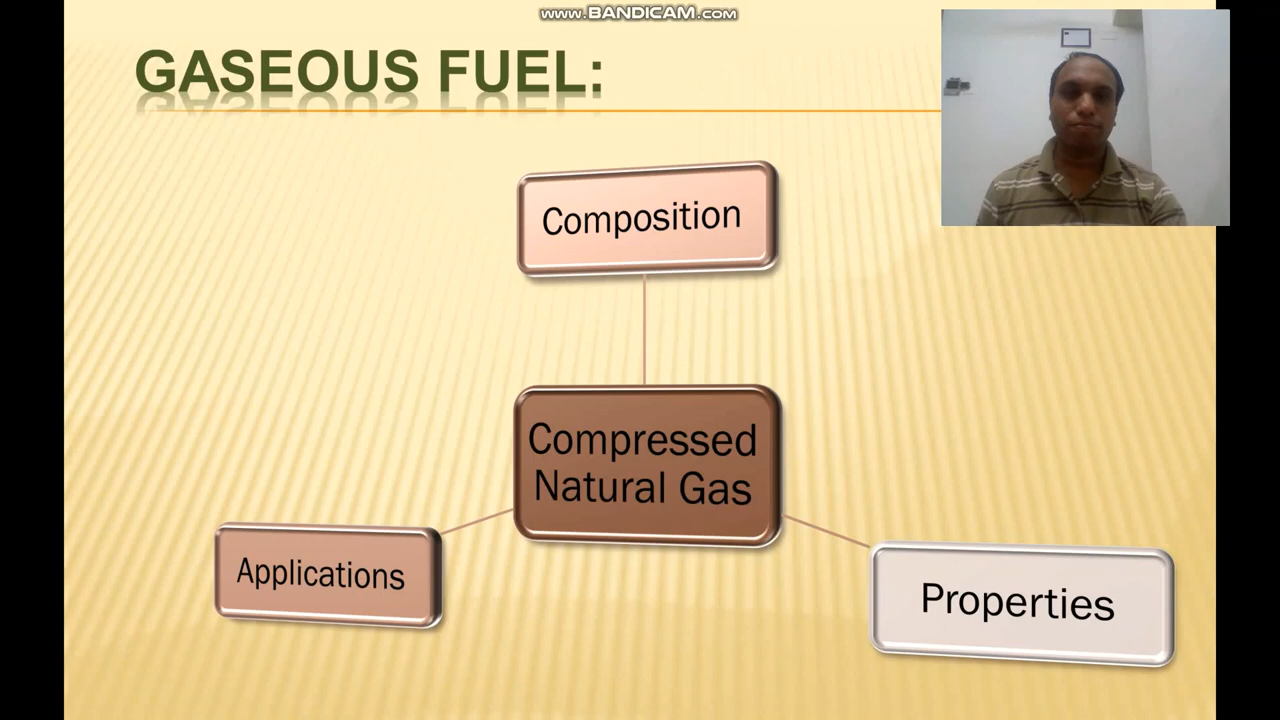 www.BANDICAM.com
GASEOUS FUEL:
Composition
Compressed
Natural Gas
Applications
Properties